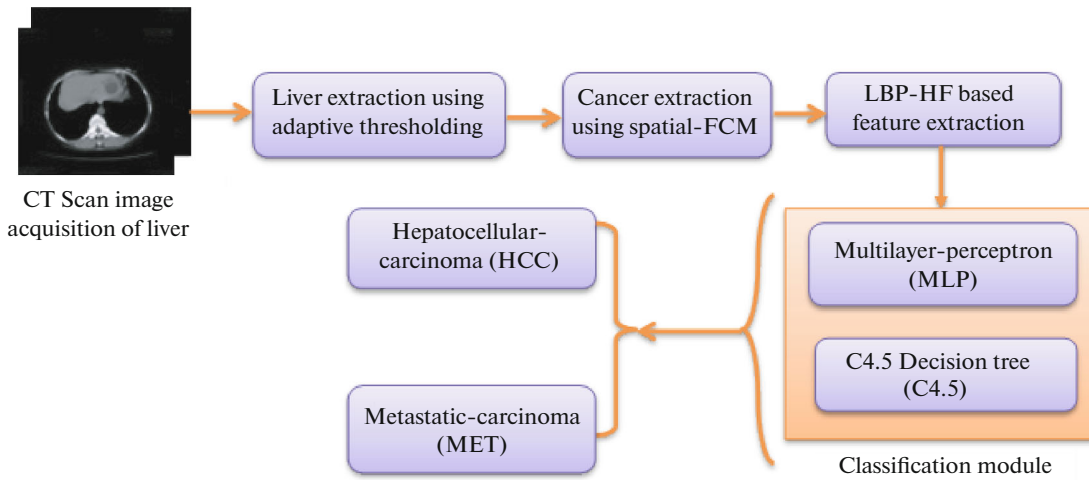 CT Scan image
acquisition of liver
Liver extraction using
adaptive thresholding
Cancer extraction
using spatial-FCM
LBP-HF based
feature extraction
Multilayer-perceptron
(MLP)
C4.5 Decision tree
(C4.5)
Classification module
Hepatocellular-
carcinoma (HCC)
Metastatic-carcinoma
(MET)